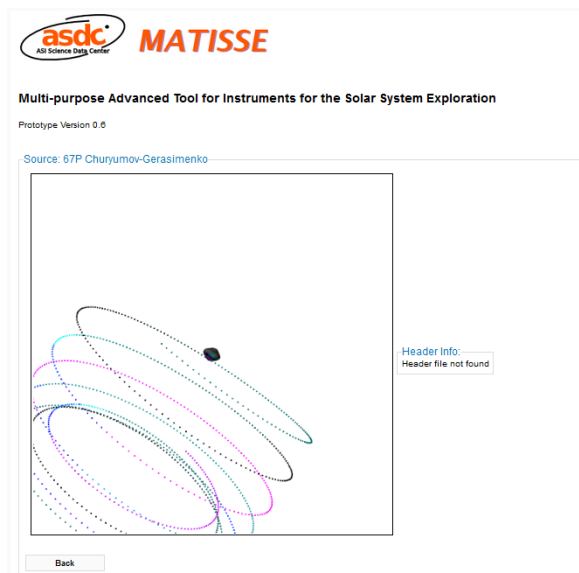 asdc
ASI Science Data Center
MATISSE
Multi-purpose Advanced Tool for Instruments for the Solar System Exploration
Prototype Version 0.6
Source: 67P Churyumov-Gerasimenko
Header Info:
Header file not found
Back